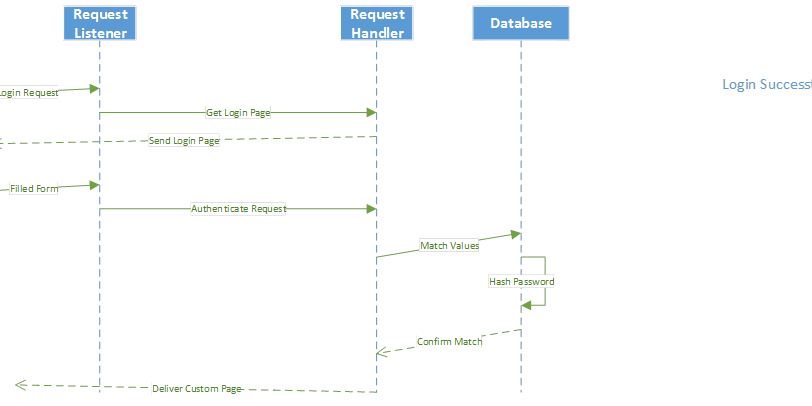 Request
Listener
Request
Handler
Database
Login Request
Login Success
Get Login Page
Send Login Page
Filled Form
Authenticate Request
Match Values
Hash Password
Confirm Match
Deliver Custom Page